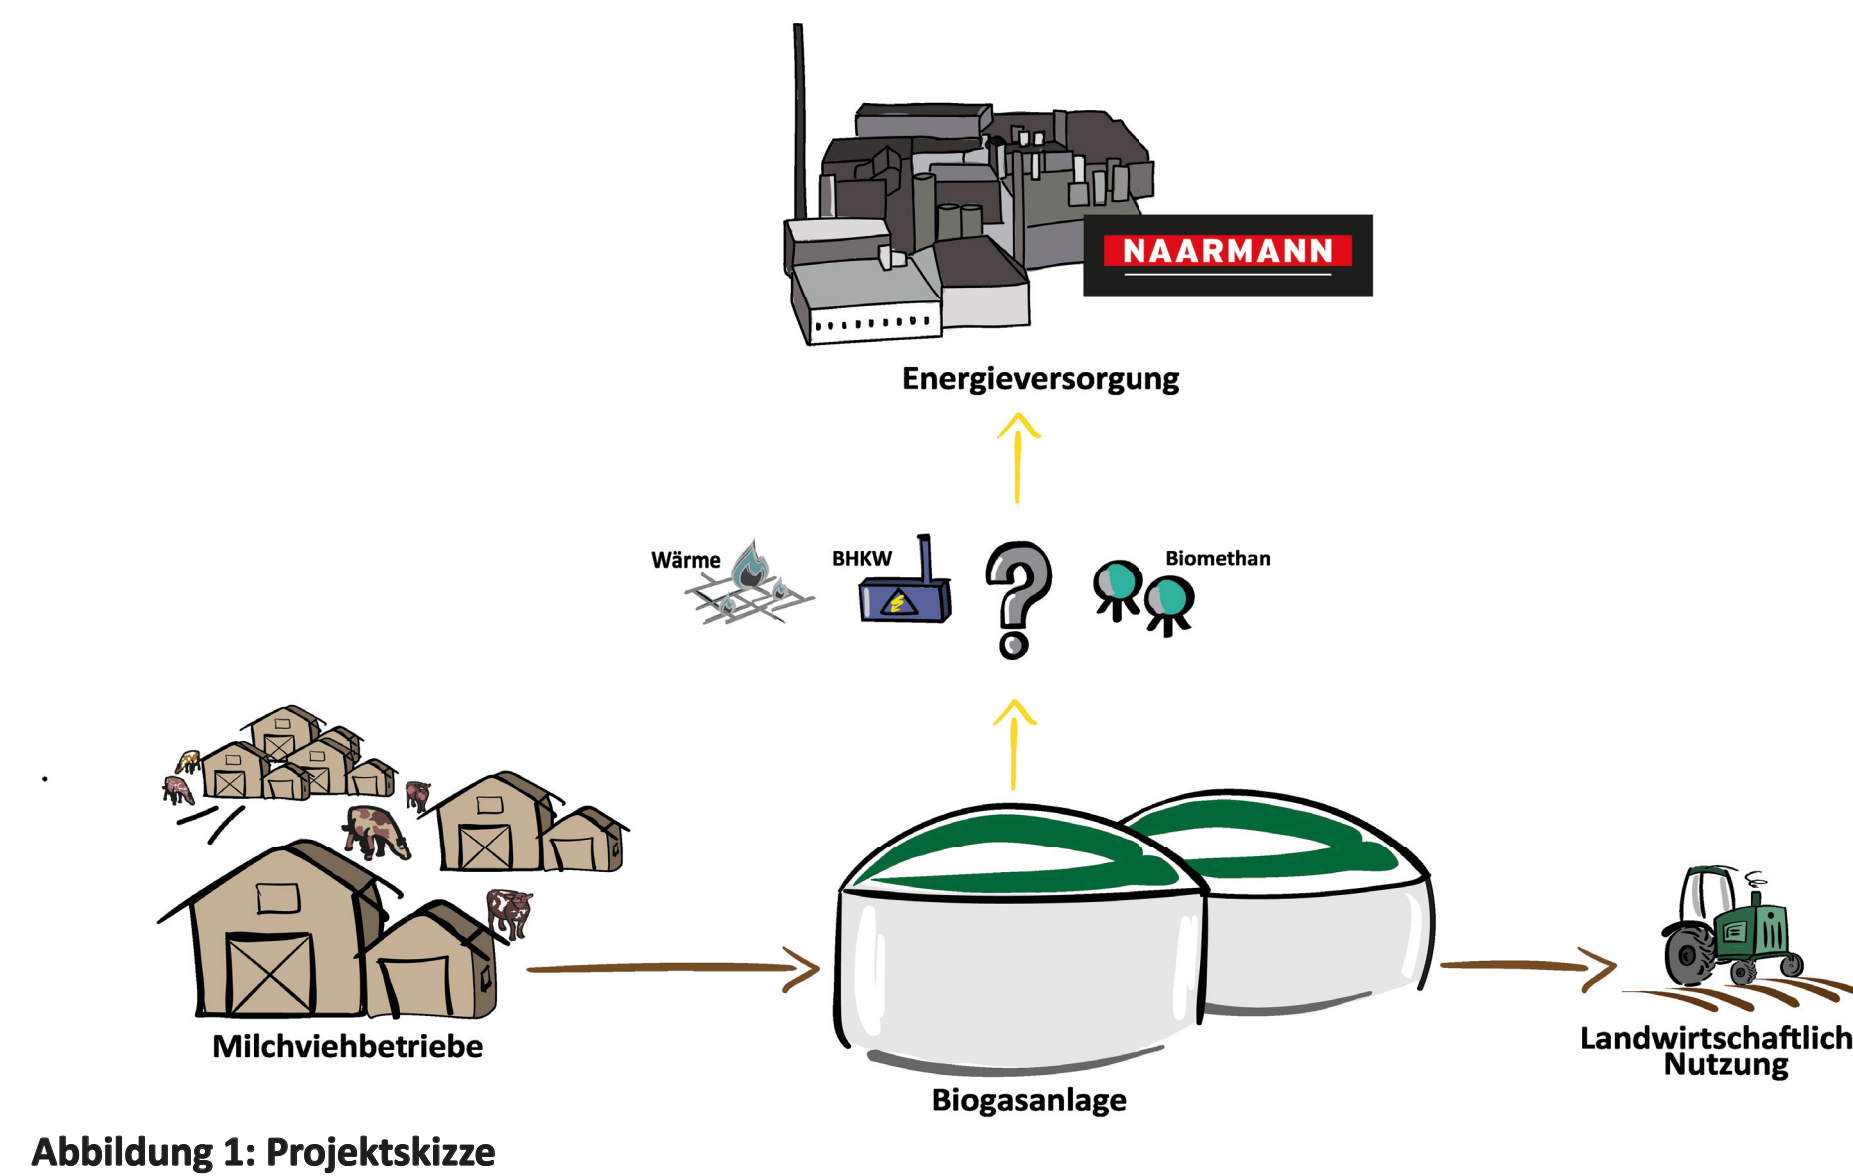 NAARMANN
Energieversorgung
Wärme
BHKW
Biomethan
Milchviehbetriebe
Biogasanlage
Landwirtschaftlich
Nutzung
Abbildung 1: Projektskizze